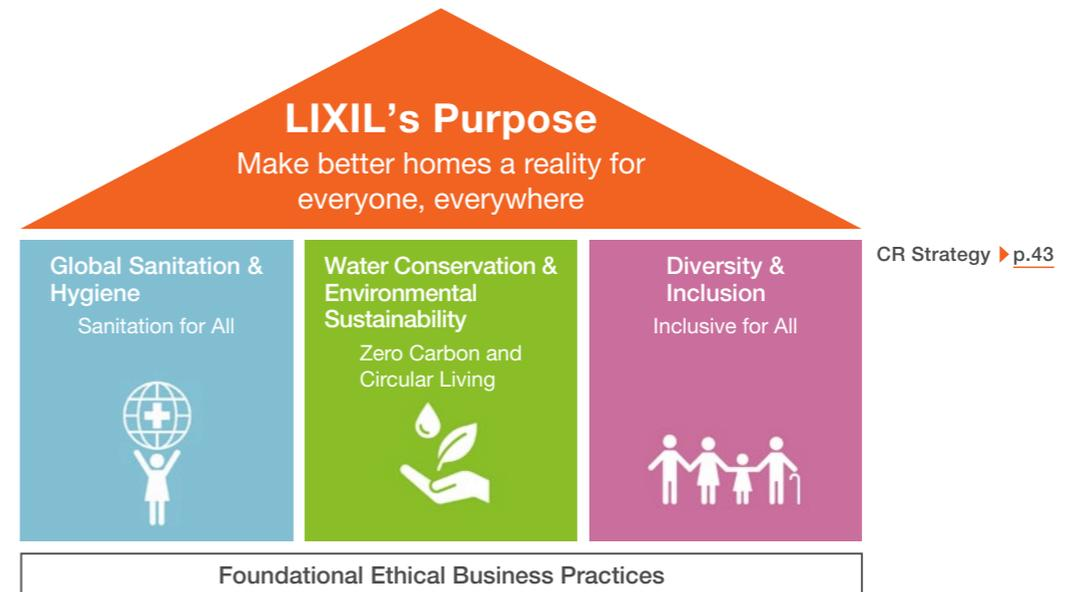 LIXIL’s Purpose
Make better homes a reality for
everyone, everywhere
Global Sanitation &
Hygiene
Sanitation for All
Water Conservation &
Environmental
Sustainability
Zero Carbon and
Circular Living
Diversity &
Inclusion
Inclusive for All
CR Strategy p.43
Foundational Ethical Business Practices